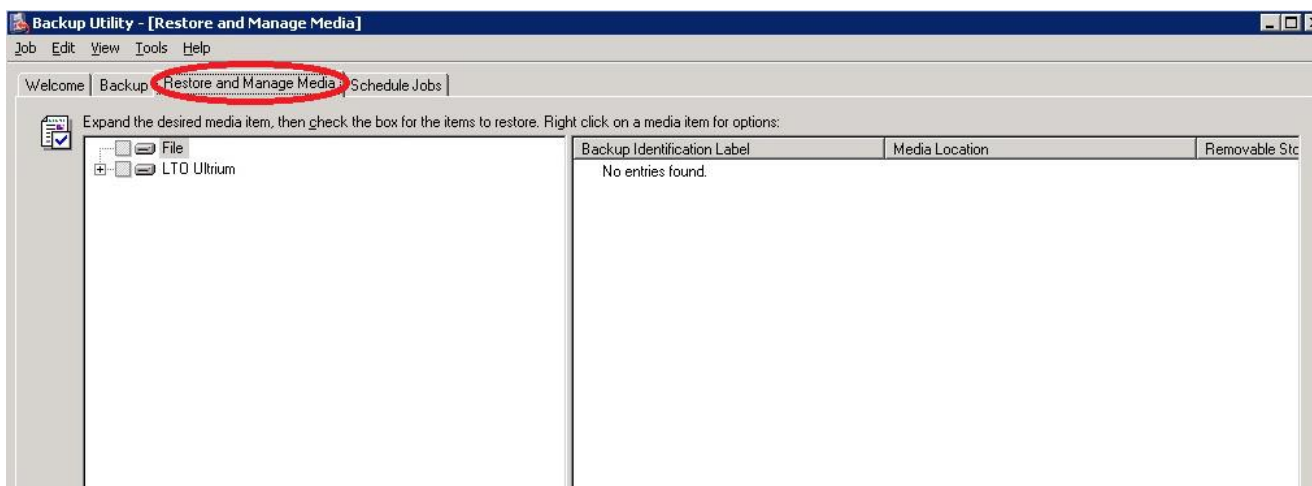 Backup Utility - [Restore and Manage Media]
Job Edit View Tools Help
Welcome Backup Restore and Manage Media Schedule Jobs
Expand the desired media item, then check the box for the items to restore. Right click on a media item for options:
File
LTO Ultrium
Backup Identification Label Media Location Removable Sto
No entries found.